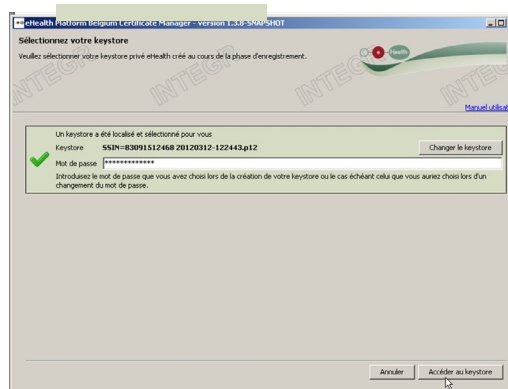 eHealth Platform Belgium Certificate Manager - Version 1.3.8-SNAPSHOT
Sélectionnez votre keystore
Veuillez sélectionner votre keystore privé eHealth créé au cours de la phase d'enregistrement.
eHealth
INTEGR
INTEGR
INTEGR
INTEGR
INTEGR
Manuel utilisat
Un keystore a été localisé et sélectionné pour vous
Keystore SSIN=83091512468 20120312-122443.p12 Changer le keystore
Mot de passe *************
Introduisez le mot de passe que vous avez choisi lors de la création de votre keystore ou le cas échéant celui que vous auriez choisi lors d'un
changement du mot de passe.
Annuler Accéder au keystore